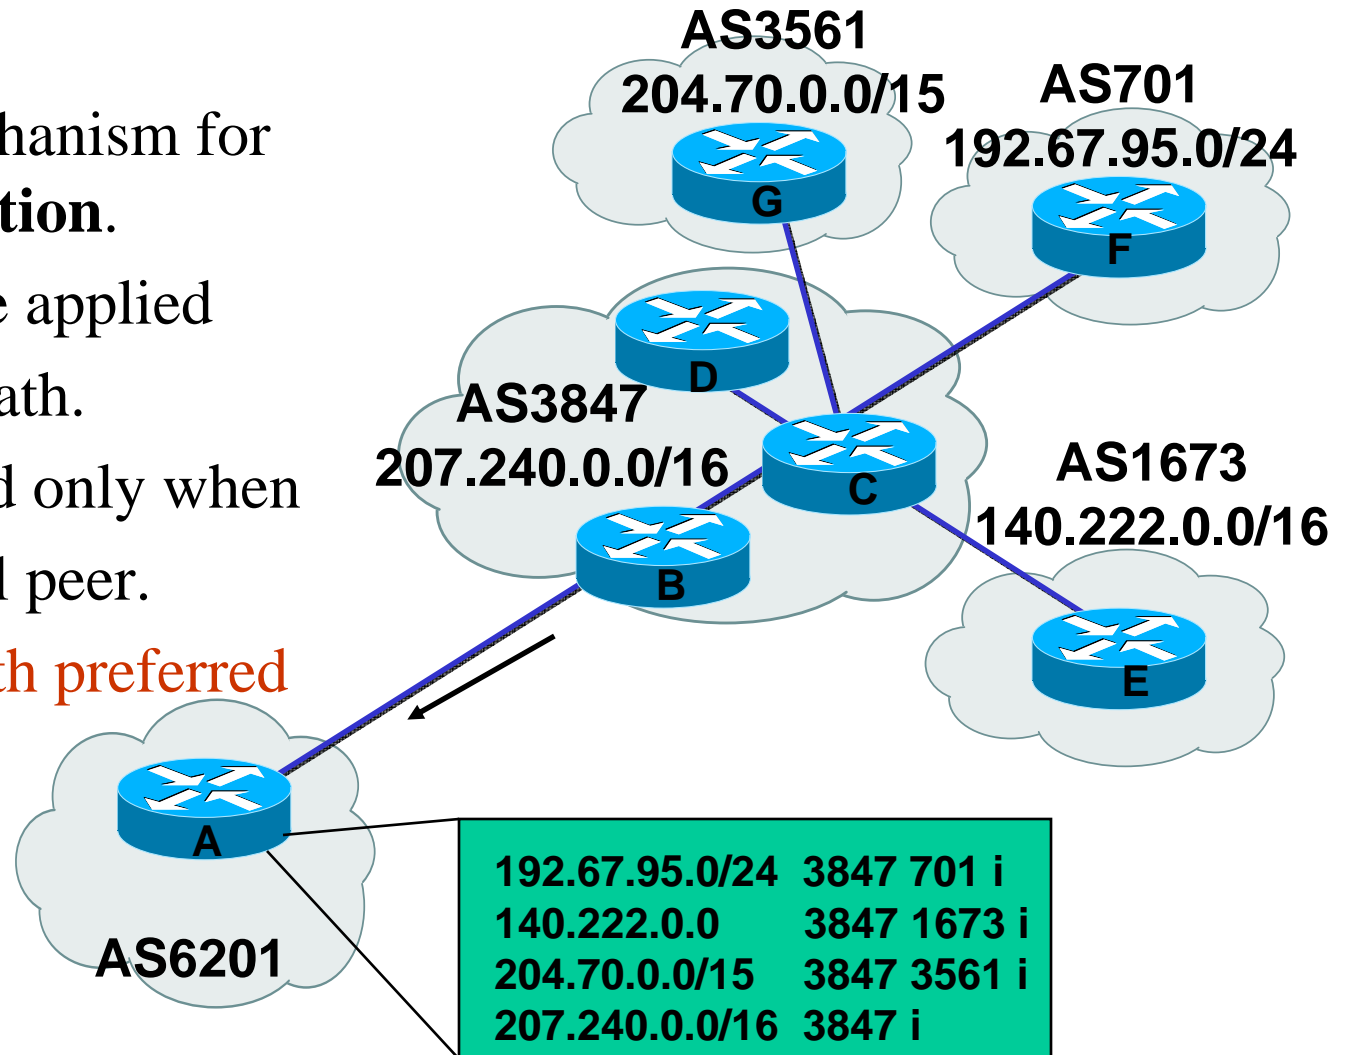 AS3561
204.70.0.0/15
AS701
192.67.95.0/24
hanism for
tion.
e applied
ath.
d only when
l peer.
th preferred
G
F
D
AS3847
207.240.0.0/16
C
B
AS1673
140.222.0.0/16
E
A
AS6201
192.67.95.0/24 3847 701 i
140.222.0.0 3847 1673 i
204.70.0.0/15 3847 3561 i
207.240.0.0/16 3847 i